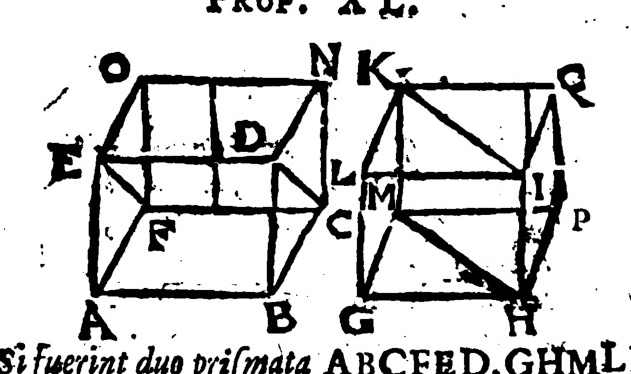 PROP. XL.
O N K Q
E D L I
F M C P
A B G H
Si fuerint duo priſmata ABCFED, GHML